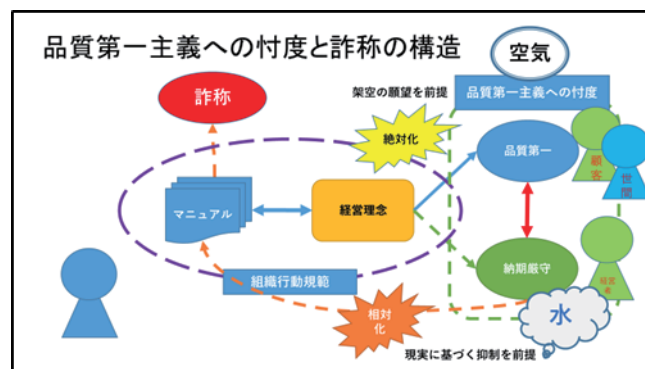 品質第一主義への忖度と詐称の構造
空気
詐称
架空の願望を前提
品質第一主義への忖度
絶対化
品質第一
顧
客
世
間
マニュアル
経営理念
納期厳守
経営
者
組織行動規範
相対
化
水
現実に基づく抑制を前提